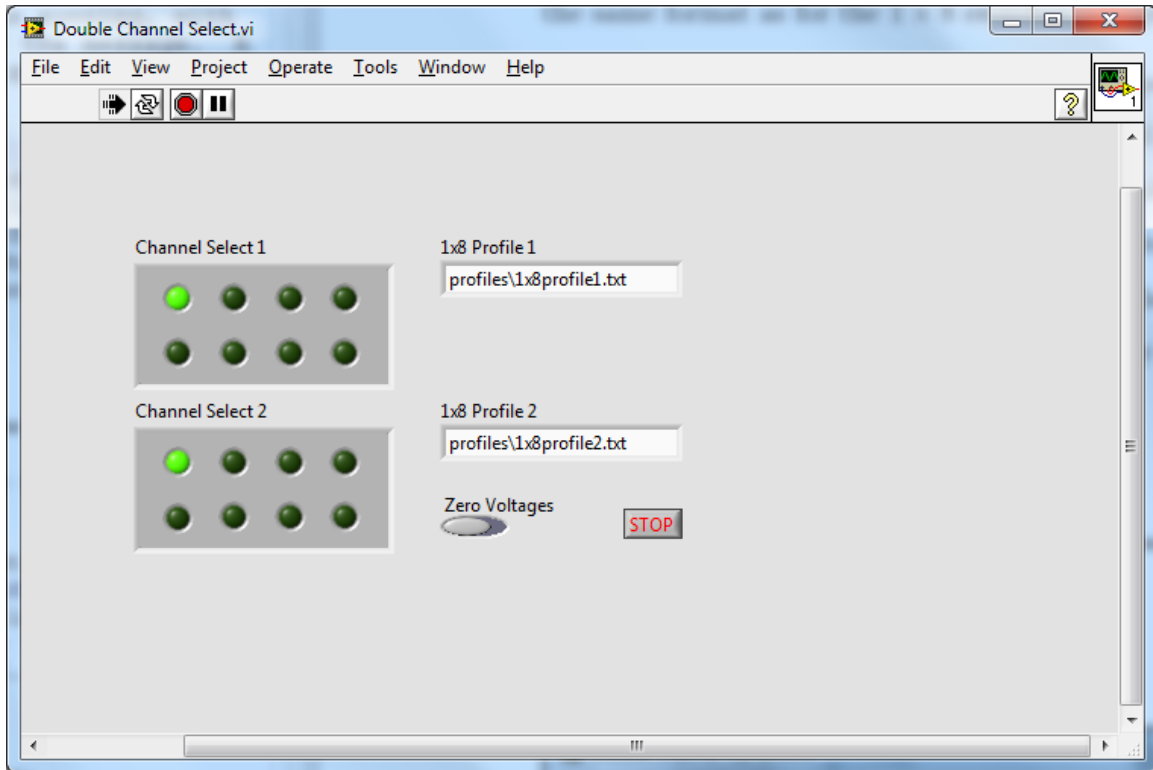 Double Channel Select.vi
File Edit View Project Operate Tools Window Help
1
Channel Select 1
1x8 Profile 1
profiles\1x8profile1.txt
Channel Select 2
1x8 Profile 2
profiles\1x8profile2.txt
Zero Voltages
STOP